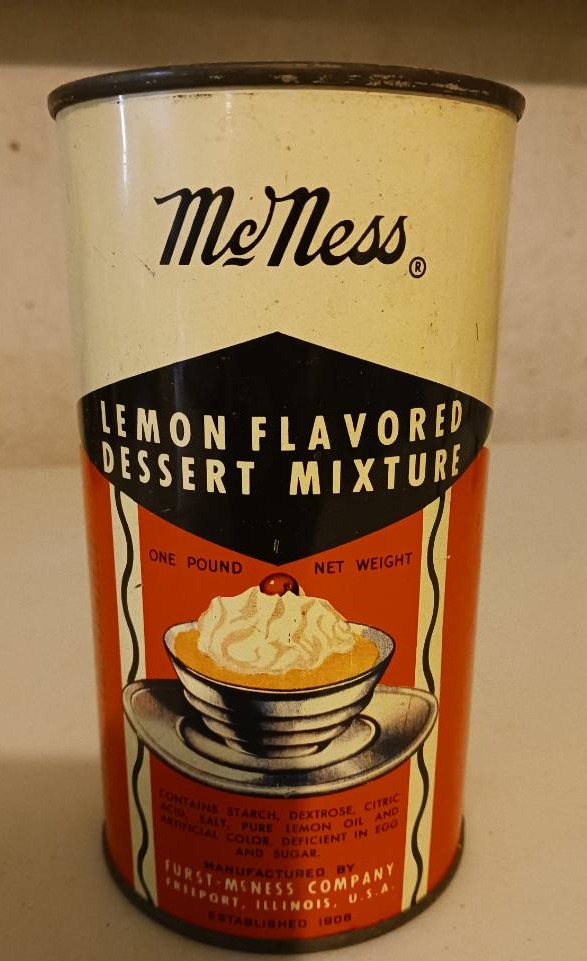 McNess®
LEMON FLAVORED
DESSERT MIXTURE
ONE POUND NET WEIGHT
CONTAINS STARCH, DEXTROSE, CITRIC
ACID, SALT, PURE LEMON OIL AND
ARTIFICIAL COLOR, DEFICIENT IN EGG
AND SUGAR.
MANUFACTURED BY
FURST-McNESS COMPANY
FREEPORT, ILLINOIS, U.S.A.
ESTABLISHED 1908